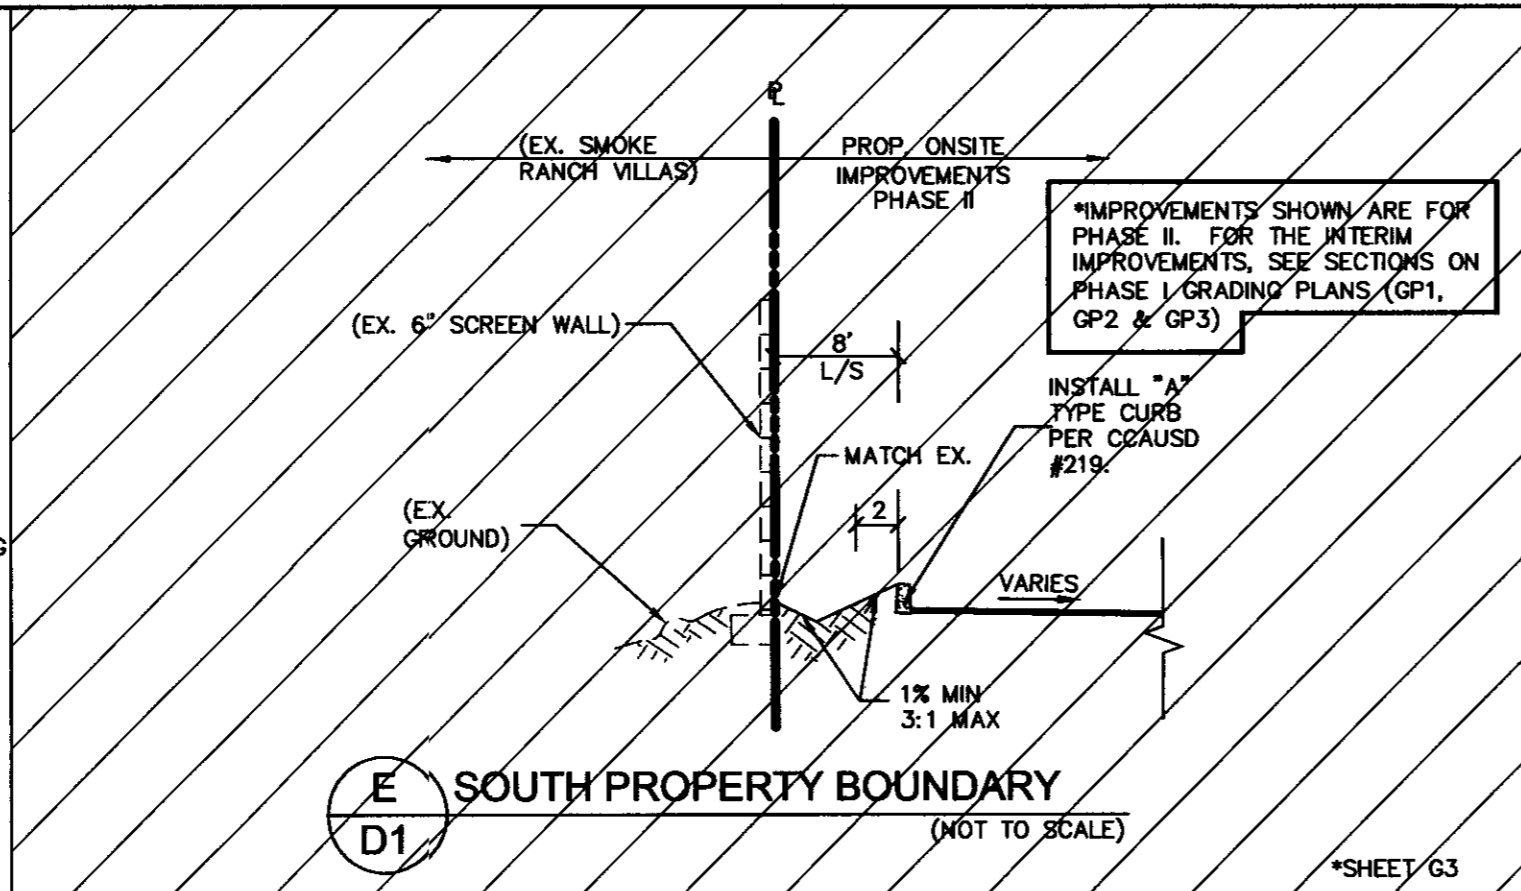 PL
(EX. SMOKE
RANCH VILLAS)
PROP. ONSITE
IMPROVEMENTS
PHASE II
*IMPROVEMENTS SHOWN ARE FOR
PHASE II. FOR THE INTERIM
IMPROVEMENTS, SEE SECTIONS ON
PHASE I GRADING PLANS (GP1,
GP2 & GP3)
(EX. 6" SCREEN WALL)
8'
L/S
INSTALL "A"
TYPE CURB
PER CCAUSD
#219.
MATCH EX.
(EX.
GROUND)
2
VARIES
1% MIN
3:1 MAX
E
D1
SOUTH PROPERTY BOUNDARY
(NOT TO SCALE)
*SHEET G3